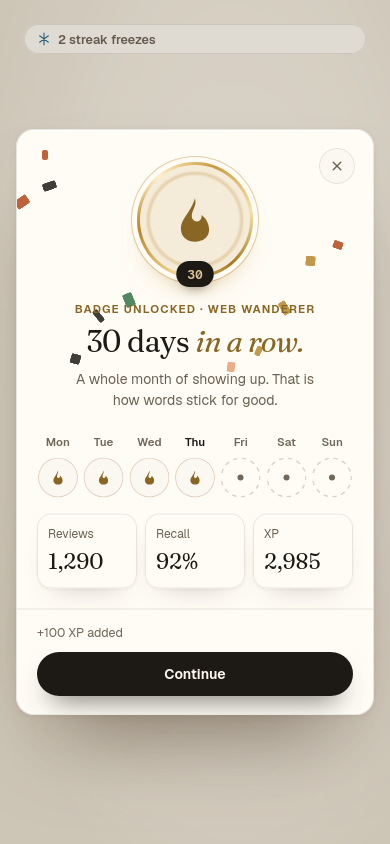 2 streak freezes
30
BADGE UNLOCKED · WEB WANDERER
30 days in a row.
A whole month of showing up. That is
how words stick for good.
Mon Tue Wed Thu Fri Sat Sun
Reviews Recall XP
1,290 92% 2,985
+100 XP added
Continue